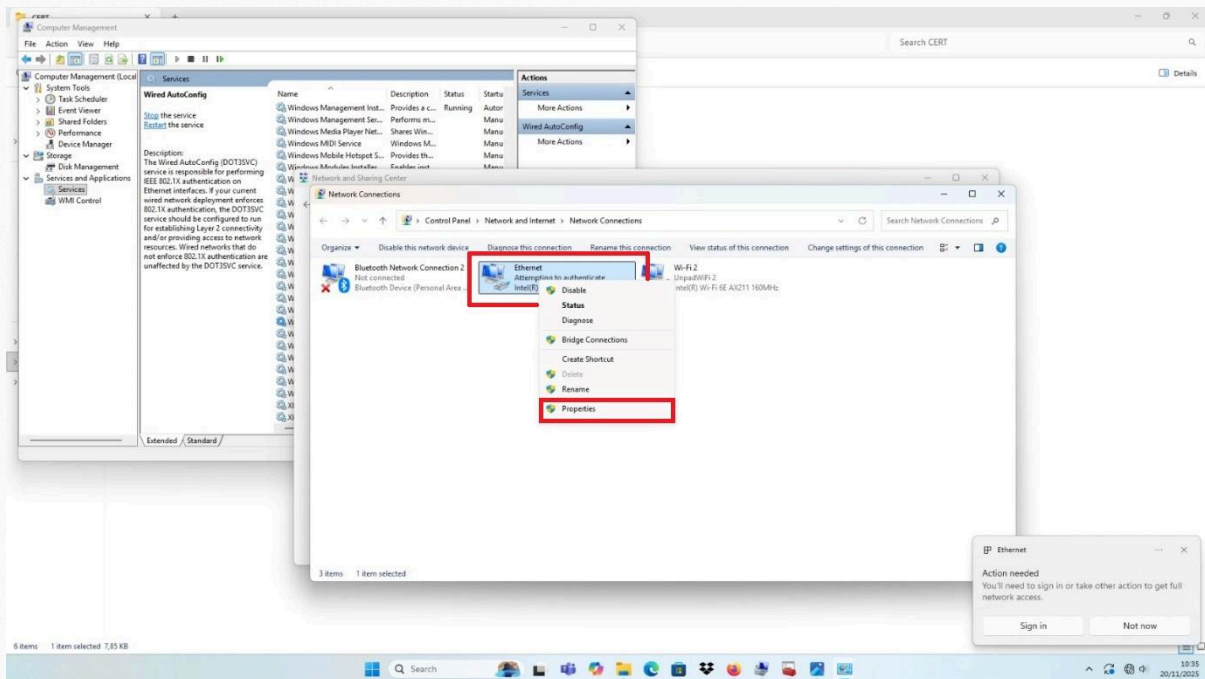 CERT
Computer Management
File Action View Help
Search CERT
Details
Computer Management (Local
System Tools
Task Scheduler
Event Viewer
Shared Folders
Performance
Device Manager
Storage
Disk Management
Services and Applications
Services
WMI Control
Services
Wired AutoConfig
Stop the service
Restart the service
Description:
The Wired AutoConfig (DOT3SVC)
service is responsible for performing
IEEE 802.1X authentication on
Ethernet interfaces. If your current
wired network deployment enforces
802.1X authentication, the DOT3SVC
service should be configured to run
for establishing Layer 2 connectivity
and/or providing access to network
resources. Wired networks that do
not enforce 802.1X authentication are
unaffected by the DOT3SVC service.
Name Description Status Startu
Windows Management Inst... Provides a c... Running Autor
Windows Management Ser... Performs m... Manu
Windows Media Player Net... Shares Win... Manu
Windows MIDI Service Windows M... Manu
Windows Mobile Hotspot S... Provides th... Manu
Windows Modules Installer Enables inst Manu
Extended Standard
Actions
Services
More Actions
Wired AutoConfig
More Actions
Network and Sharing Center
Network Connections
Control Panel > Network and Internet > Network Connections
Search Network Connections
Organize Disable this network device Diagnose this connection Rename this connection View status of this connection Change settings of this connection
Bluetooth Network Connection 2
Not connected
Bluetooth Device (Personal Area ...
Ethernet
Attempting to authenticate
Intel(R)
Wi-Fi 2
UnpadWiFi 2
Intel(R) Wi-Fi 6E AX211 160MHz
Disable
Status
Diagnose
Bridge Connections
Create Shortcut
Delete
Rename
Properties
3 items 1 item selected
Ethernet
Action needed
You'll need to sign in or take other action to get full
network access.
Sign in Not now
6 items 1 item selected 7,85 KB
Search
10:35
20/11/2025